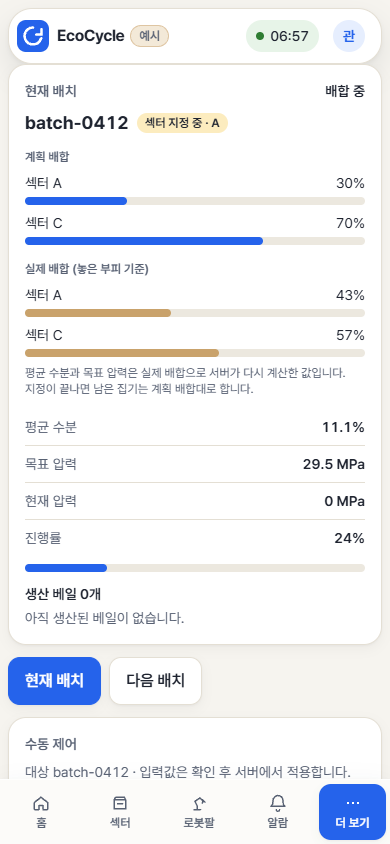 EcoCycle 예시 06:57 관
현재 배치 배합 중
batch-0412 섹터 지정 중 · A
계획 배합
섹터 A 30%
섹터 C 70%
실제 배합 (놓은 부피 기준)
섹터 A 43%
섹터 C 57%
평균 수분과 목표 압력은 실제 배합으로 서버가 다시 계산한 값입니다.
지정이 끝나면 남은 집기는 계획 배합대로 합니다.
평균 수분 11.1%
목표 압력 29.5 MPa
현재 압력 0 MPa
진행률 24%
생산 베일 0개
아직 생산된 베일이 없습니다.
현재 배치 다음 배치
수동 제어
대상 batch-0412 · 입력값은 확인 후 서버에서 적용합니다.
홈 섹터 로봇팔 알람 더 보기